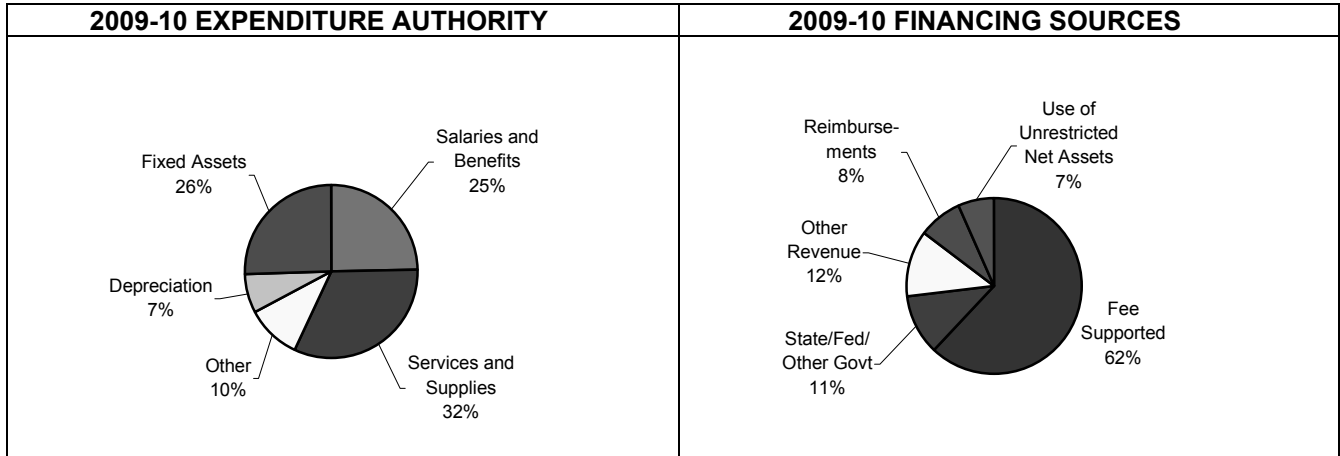 2009-10 EXPENDITURE AUTHORITY
Fixed Assets
26%
Salaries and
Benefits
25%
Depreciation
7%
Other
10%
Services and
Supplies
32%
2009-10 FINANCING SOURCES
Reimburse-
ments
8%
Use of
Unrestricted
Net Assets
7%
Other
Revenue
12%
State/Fed/
Other Govt
11%
Fee
Supported
62%